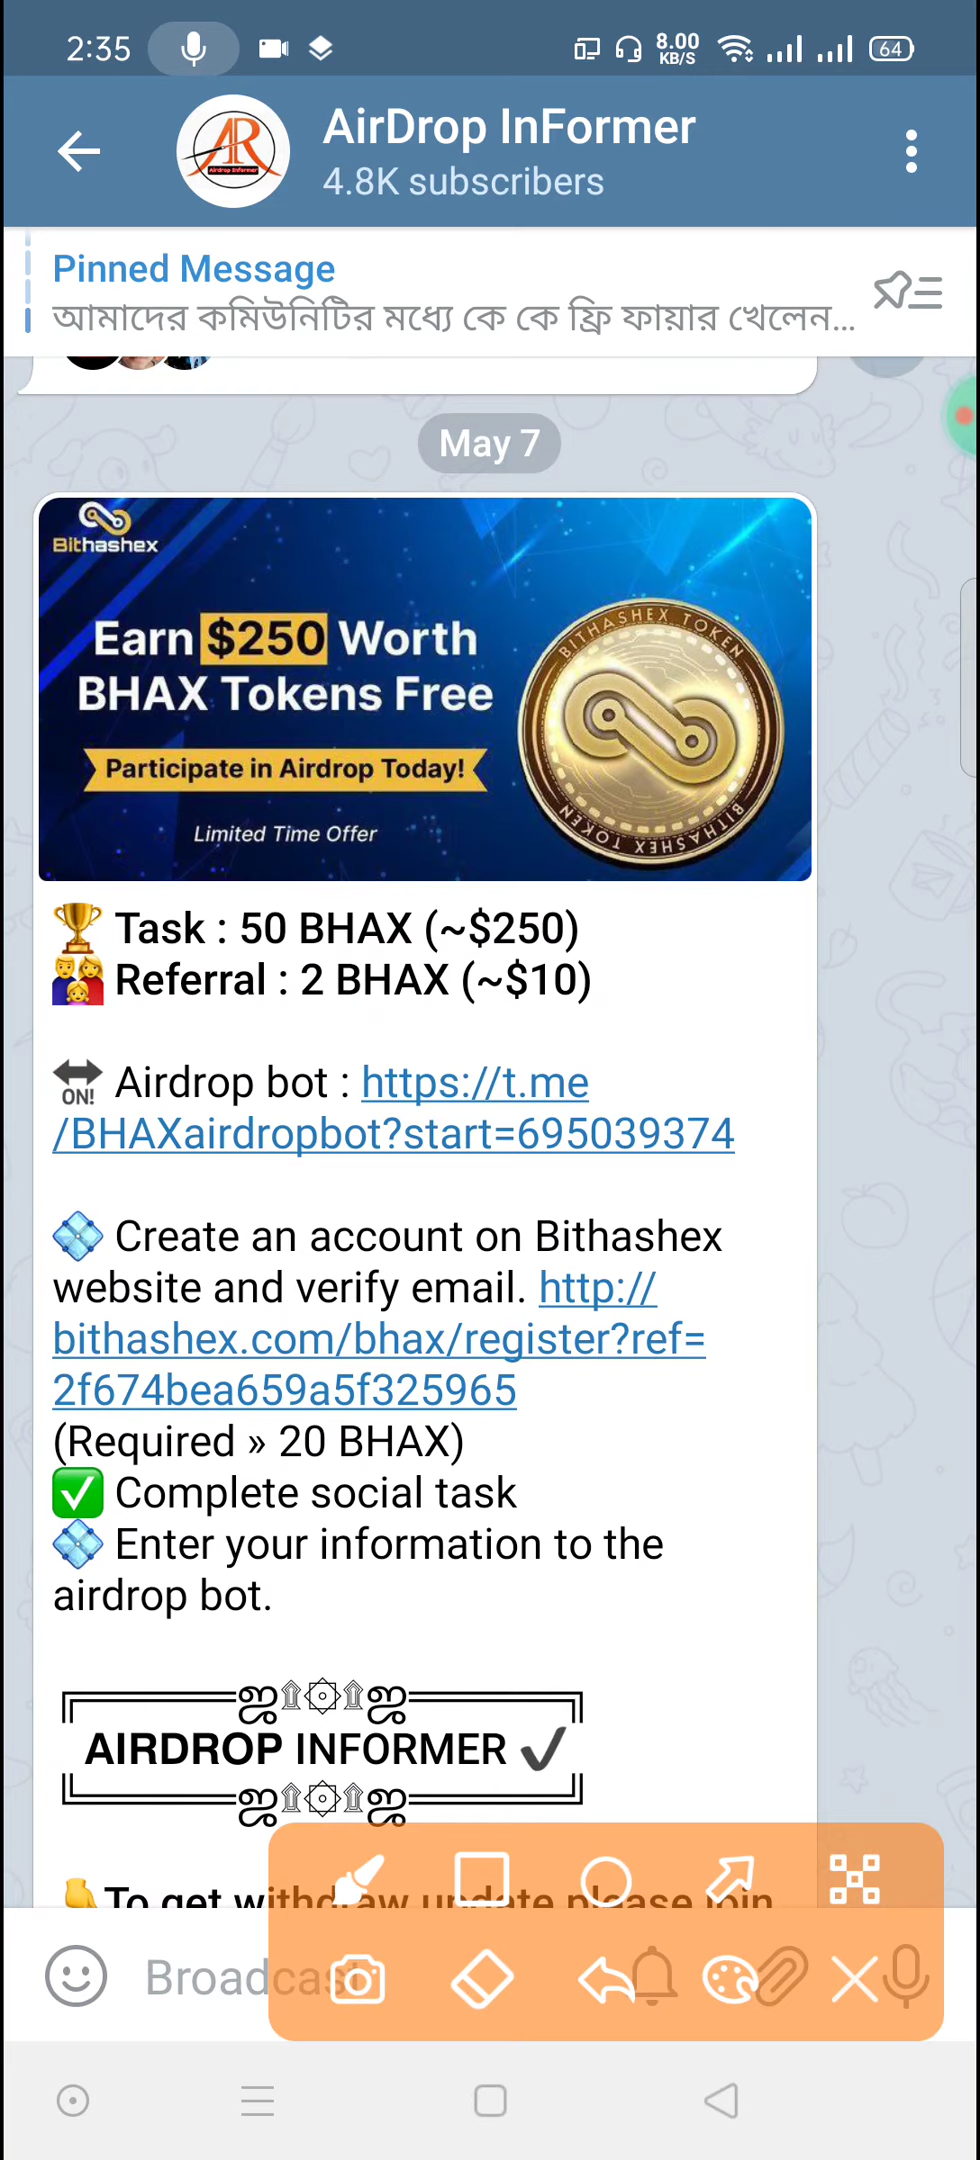 2:35
8.00
KB/S
64
AirDrop InFormer
4.8K subscribers
Pinned Message
আমাদের কমিউনিটির মধ্যে কে কে ফ্রি ফায়ার খেলেন...
May 7
Bithashex
Earn $250 Worth
BHAX Tokens Free
Participate in Airdrop Today!
Limited Time Offer
BITHASHEX TOKEN
BITHASHEX TOKEN
🏆 Task : 50 BHAX (~$250)
👨‍👩‍👧 Referral : 2 BHAX (~$10)
🔛 Airdrop bot : https://t.me
/BHAXairdropbot?start=695039374
💠 Create an account on Bithashex
website and verify email. http://
bithashex.com/bhax/register?ref=
2f674bea659a5f325965
(Required » 20 BHAX)
✅ Complete social task
💠 Enter your information to the
airdrop bot.
╔════ஜ۩۞۩ஜ════╗
AIRDROP INFORMER ✔
╚════ஜ۩۞۩ஜ════╝
👇To get withdraw update please join
Broadcast